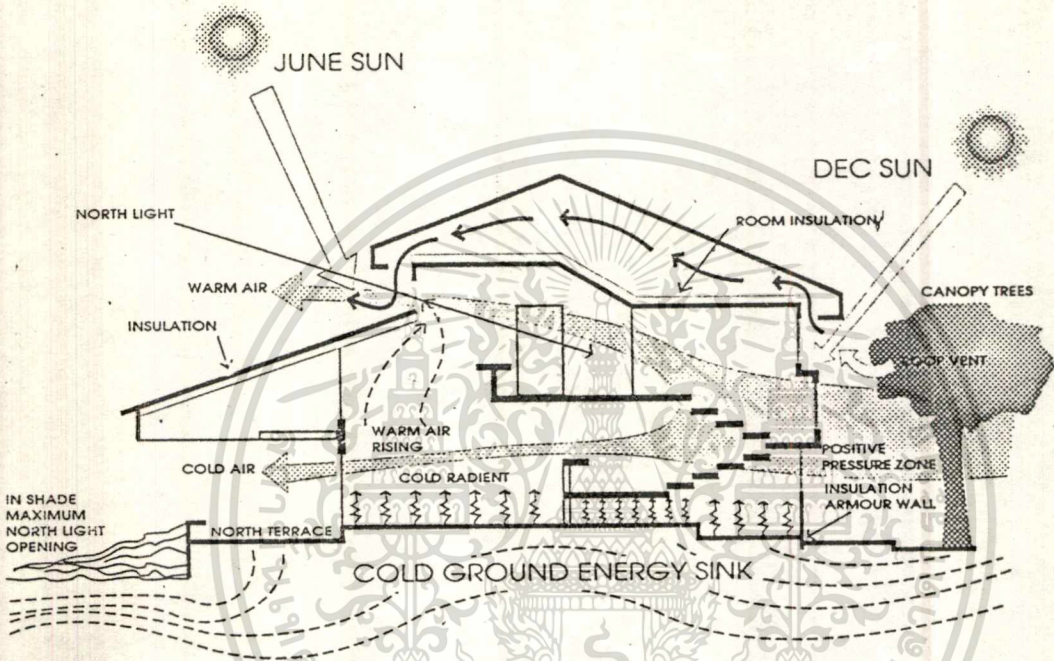 JUNE SUN
DEC SUN
NORTH LIGHT
ROOM INSULATION
WARM AIR
CANOPY TREES
INSULATION
VENT
WARM AIR
RISING
COLD AIR
COLD RADIENT
POSITIVE
PRESSURE ZONE
INSULATION
ARMOUR WALL
IN SHADE
MAXIMUM
NORTH LIGHT
OPENING
NORTH TERRACE
COLD GROUND ENERGY SINK